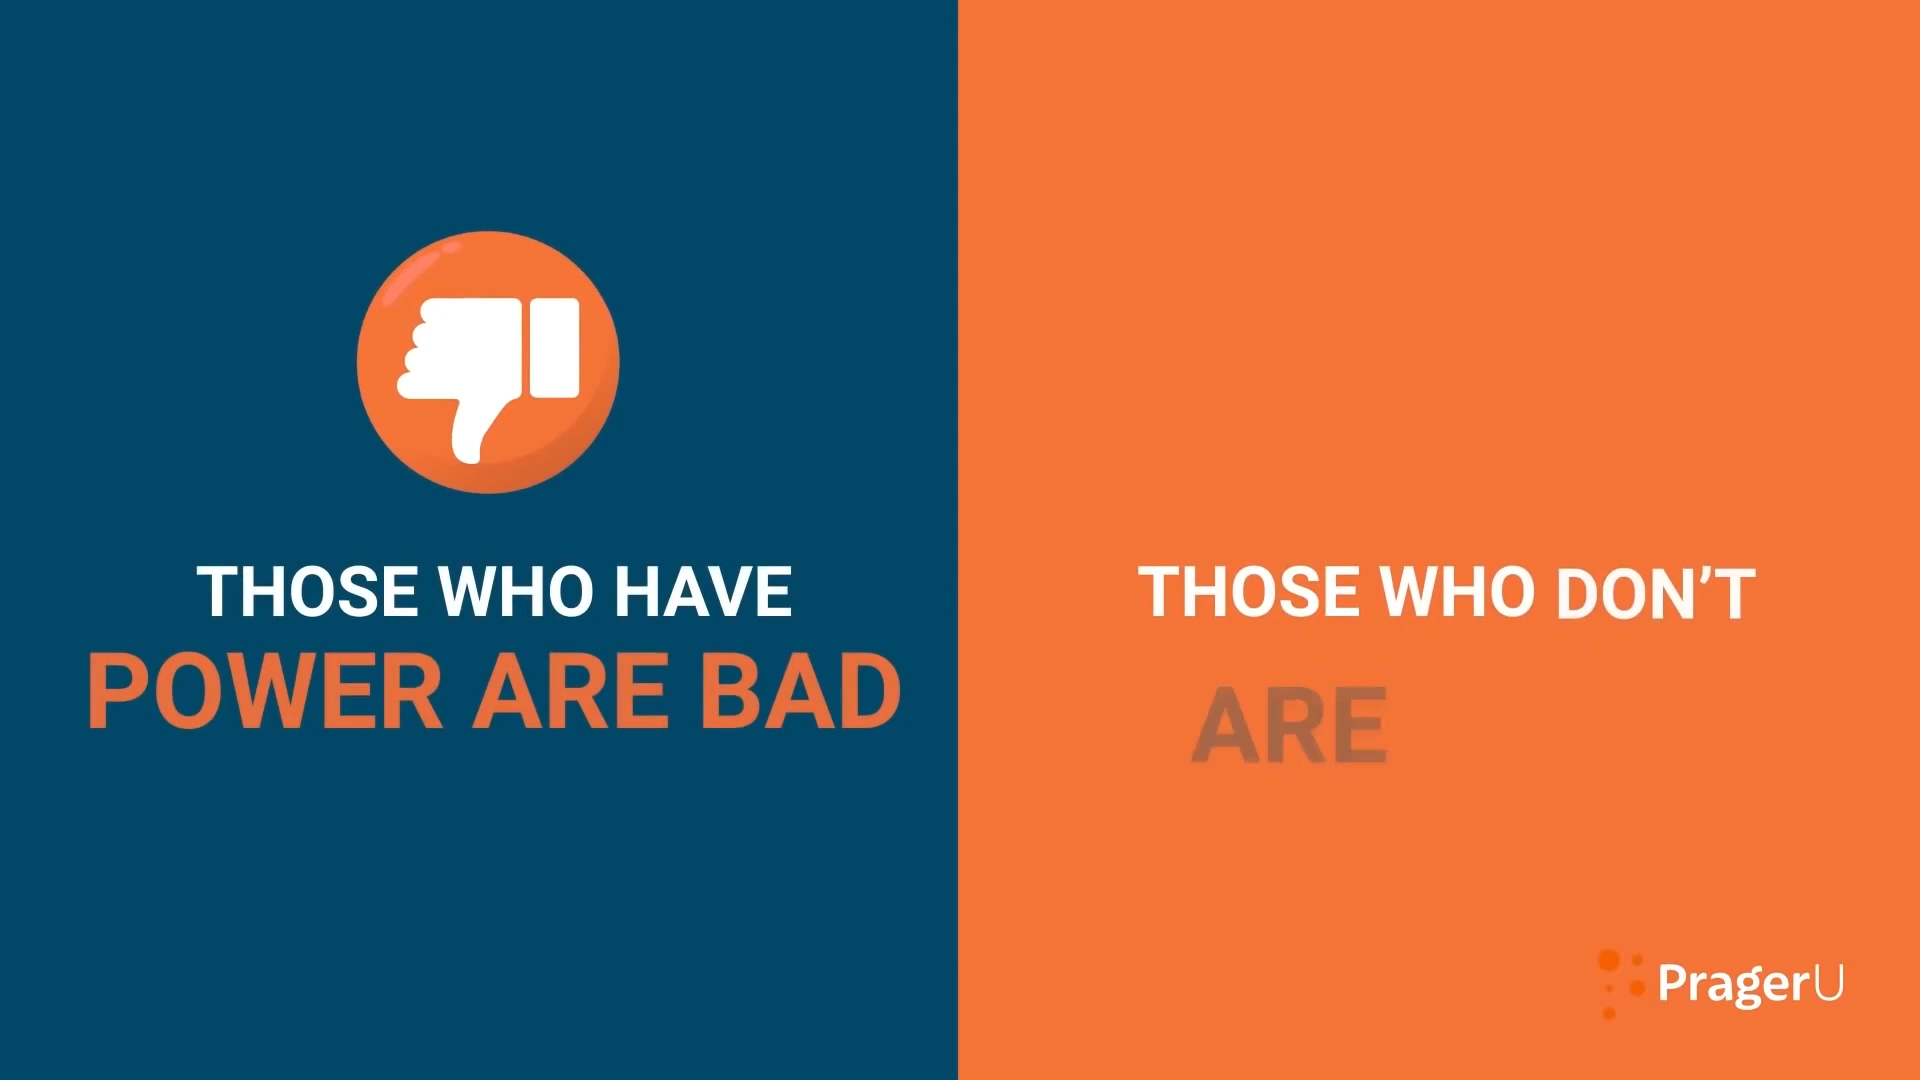 THOSE WHO HAVE
POWER ARE BAD
THOSE WHO DON’T
ARE
PragerU